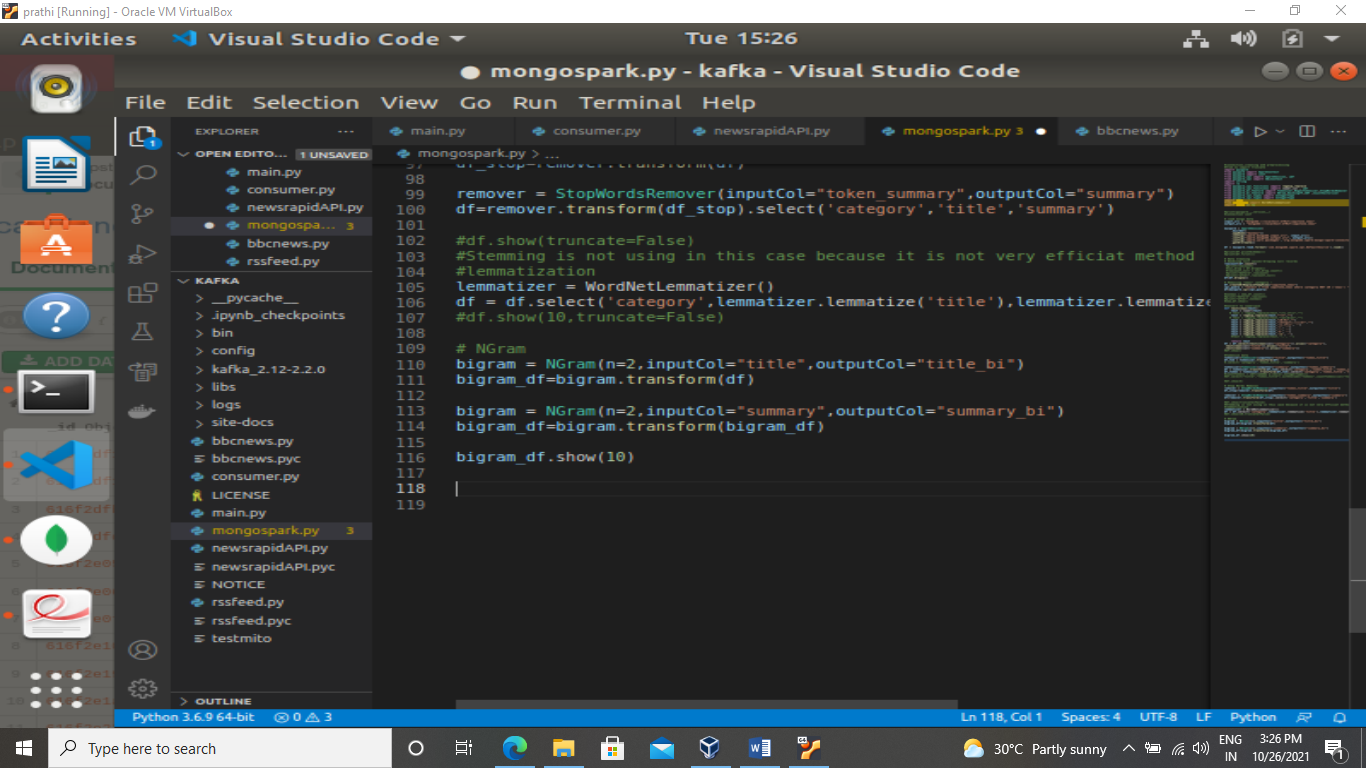 prathi [Running] - Oracle VM VirtualBox
Activities Visual Studio Code Tue 15:26
mongospark.py - kafka - Visual Studio Code
File Edit Selection View Go Run Terminal Help
EXPLORER ...
main.py consumer.py newsrapidAPI.py mongospark.py 3 bbcnews.py
OPEN EDITO... 1 UNSAVED
mongospark.py > ...
main.py
consumer.py
newsrapidAPI.py
mongospa... 3
bbcnews.py
rssfeed.py
KAFKA
__pycache__
.ipynb_checkpoints
bin
config
kafka_2.12-2.2.0
libs
logs
site-docs
bbcnews.py
bbcnews.pyc
consumer.py
LICENSE
main.py
mongospark.py 3
newsrapidAPI.py
newsrapidAPI.pyc
NOTICE
rssfeed.py
rssfeed.pyc
testmito
OUTLINE
97 df_stop=remover.transform(df)
98
99 remover = StopWordsRemover(inputCol="token_summary",outputCol="summary")
100 df=remover.transform(df_stop).select('category','title','summary')
101
102 #df.show(truncate=False)
103 #Stemming is not using in this case because it is not very efficiat method
104 #lemmatization
105 lemmatizer = WordNetLemmatizer()
106 df = df.select('category',lemmatizer.lemmatize('title'),lemmatizer.lemmatize
107 #df.show(10,truncate=False)
108
109 # NGram
110 bigram = NGram(n=2,inputCol="title",outputCol="title_bi")
111 bigram_df=bigram.transform(df)
112
113 bigram = NGram(n=2,inputCol="summary",outputCol="summary_bi")
114 bigram_df=bigram.transform(bigram_df)
115
116 bigram_df.show(10)
117
118
119
ADD DAT
Document
Python 3.6.9 64-bit 0 3 Ln 118, Col 1 Spaces: 4 UTF-8 LF Python
Type here to search
30°C Partly sunny
ENG
IN
3:26 PM
10/26/2021
1